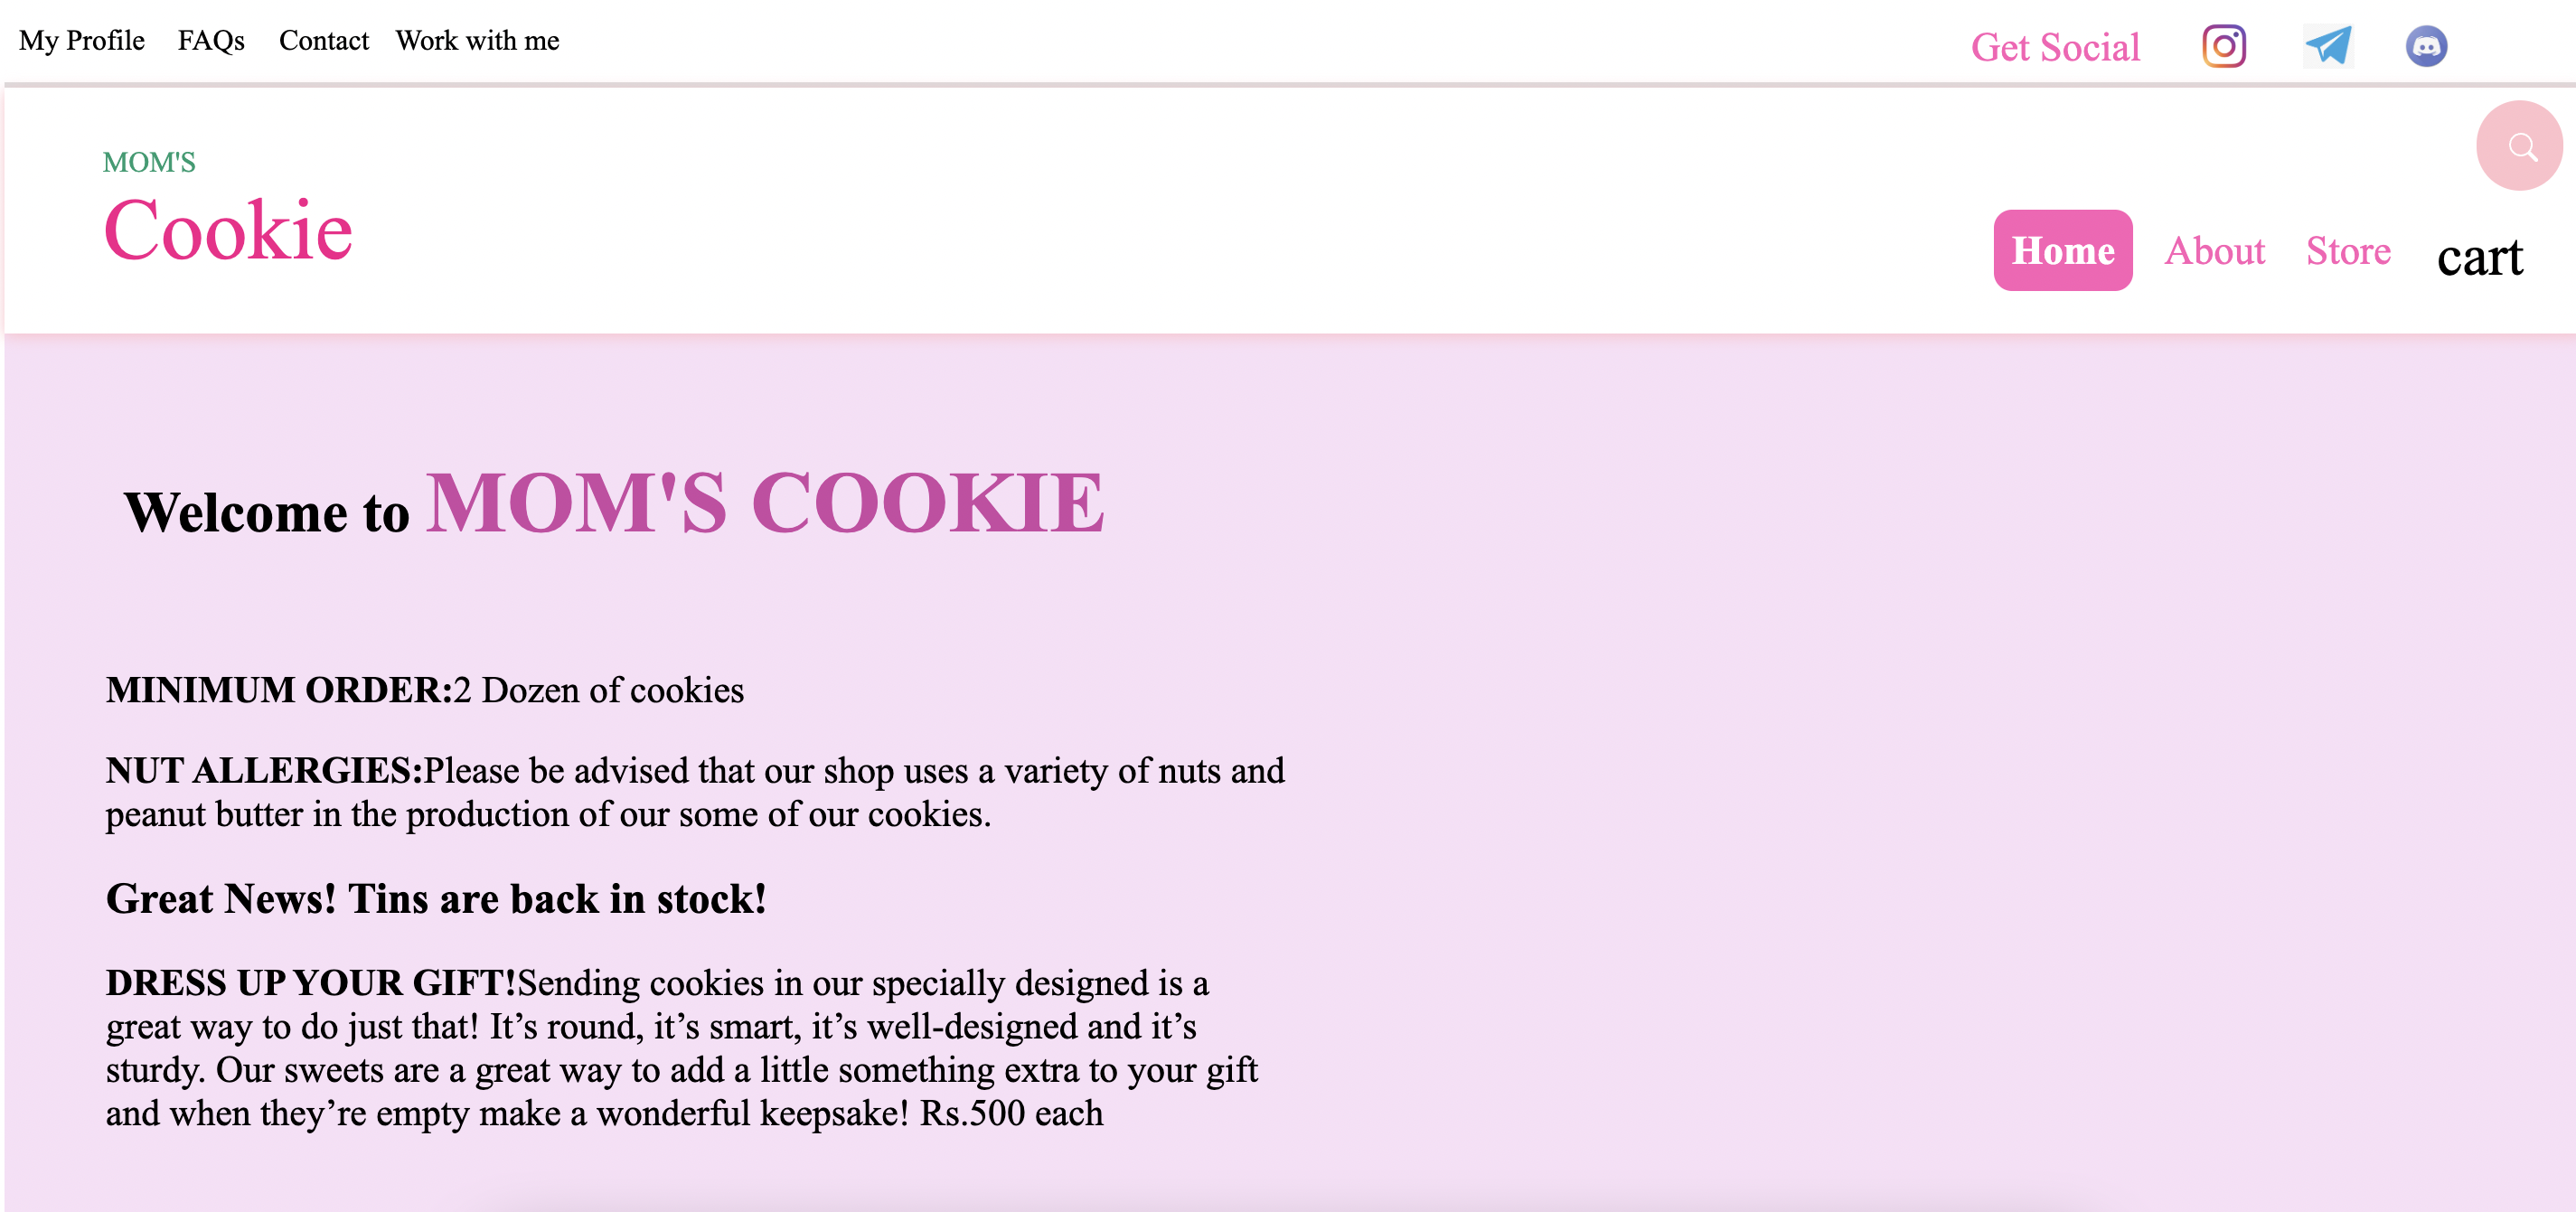 My Profile FAQs Contact Work with me Get Social
MOM'S
Cookie
Home About Store cart
Welcome to MOM'S COOKIE
MINIMUM ORDER:2 Dozen of cookies
NUT ALLERGIES:Please be advised that our shop uses a variety of nuts and
peanut butter in the production of our some of our cookies.
Great News! Tins are back in stock!
DRESS UP YOUR GIFT!Sending cookies in our specially designed is a
great way to do just that! It’s round, it’s smart, it’s well-designed and it’s
sturdy. Our sweets are a great way to add a little something extra to your gift
and when they’re empty make a wonderful keepsake! Rs.500 each